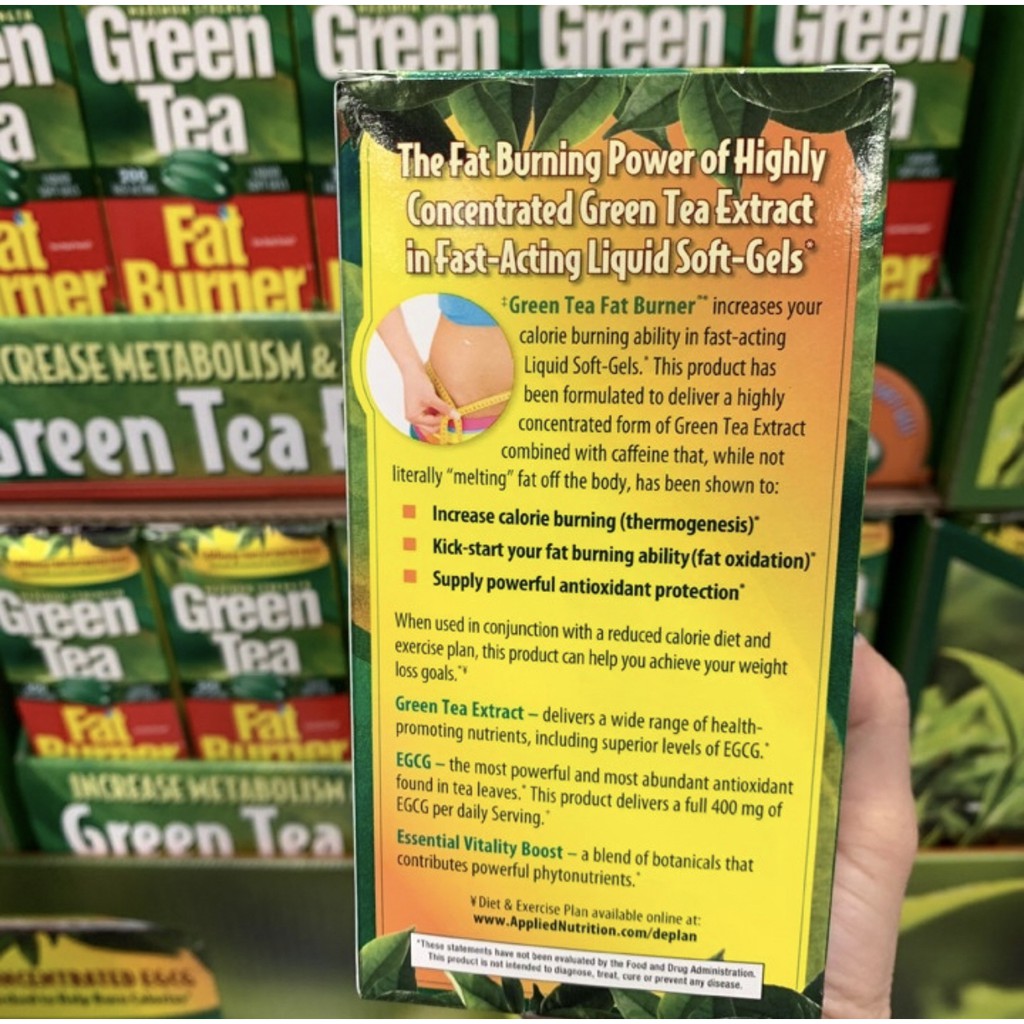 Green
Tea
Fat
Burner
Green
Green
Green
INCREASE METABOLISM &
Green Tea
Green
Tea
Fat
Burner
Green
Tea
Fat
Burner
INCREASE METABOLISM
Green Tea
The Fat Burning Power of Highly
Concentrated Green Tea Extract
in Fast-Acting Liquid Soft-Gels*
‡Green Tea Fat Burner** increases your
calorie burning ability in fast-acting
Liquid Soft-Gels.* This product has
been formulated to deliver a highly
concentrated form of Green Tea Extract
combined with caffeine that, while not
literally "melting" fat off the body, has been shown to:
Increase calorie burning (thermogenesis)*
Kick-start your fat burning ability (fat oxidation)*
Supply powerful antioxidant protection*
When used in conjunction with a reduced calorie diet and
exercise plan, this product can help you achieve your weight
loss goals.*¥
Green Tea Extract – delivers a wide range of health-
promoting nutrients, including superior levels of EGCG.*
EGCG – the most powerful and most abundant antioxidant
found in tea leaves.* This product delivers a full 400 mg of
EGCG per daily Serving.*
Essential Vitality Boost – a blend of botanicals that
contributes powerful phytonutrients.*
¥ Diet & Exercise Plan available online at:
www.AppliedNutrition.com/deplan
*These statements have not been evaluated by the Food and Drug Administration.
This product is not intended to diagnose, treat, cure or prevent any disease.